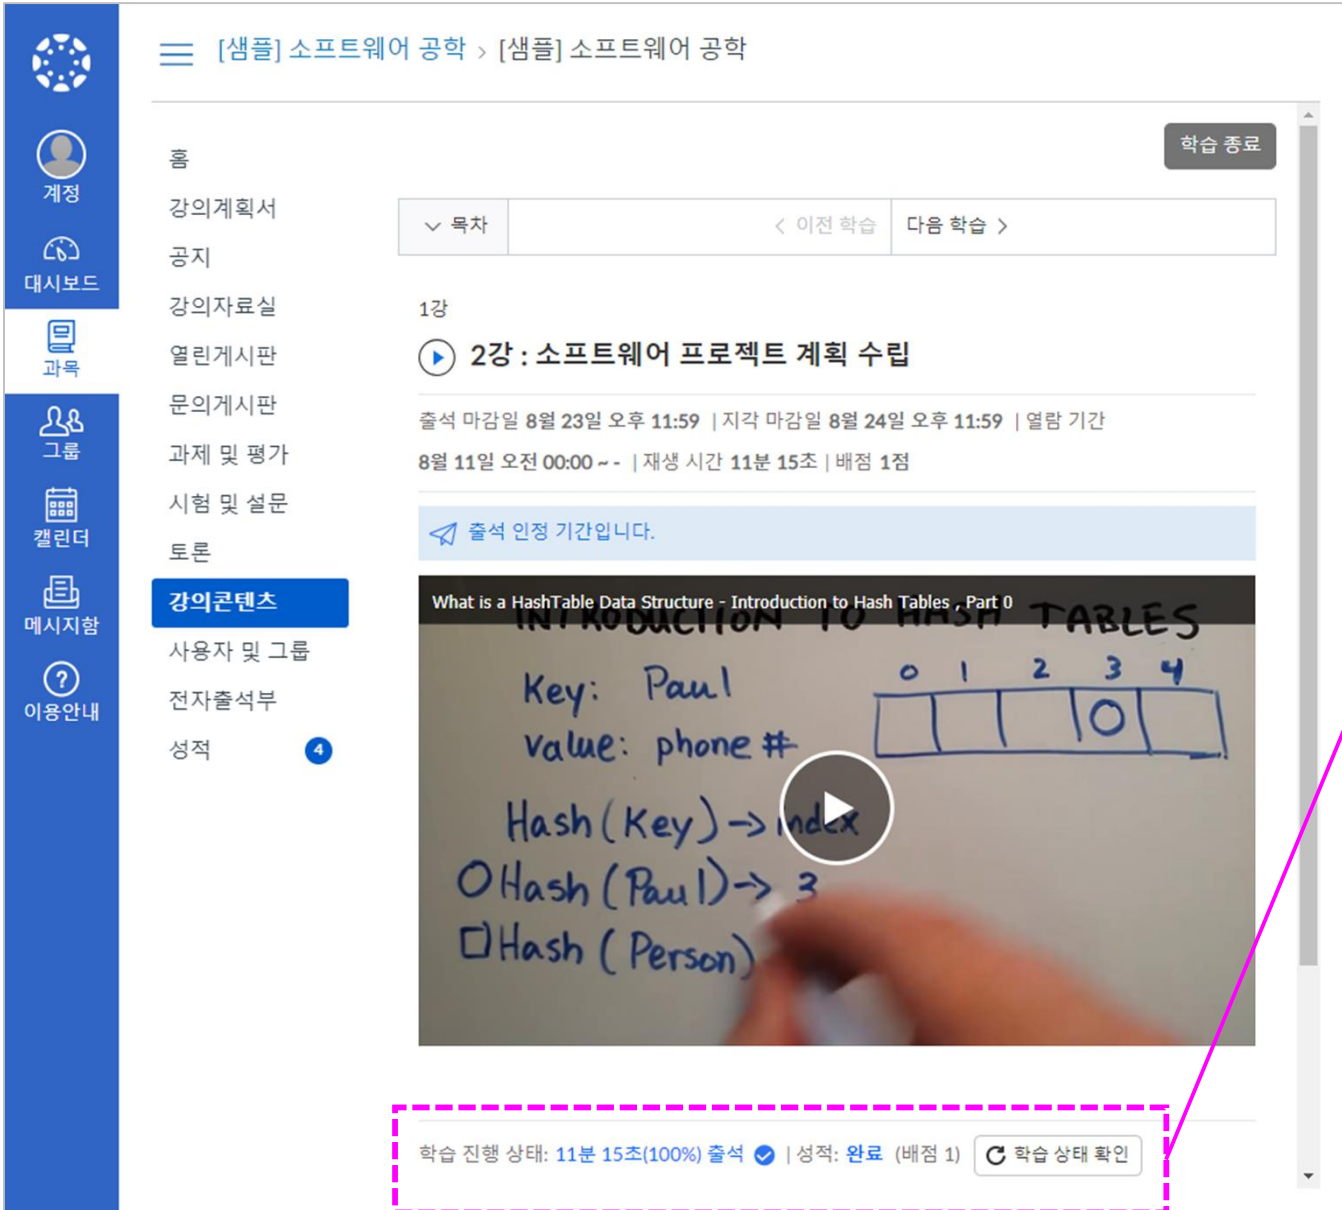 [샘플] 소프트웨어 공학 > [샘플] 소프트웨어 공학
계정
대시보드
과목
그룹
캘린더
메시지함
이용안내
홈
강의계획서
공지
강의자료실
열린게시판
문의게시판
과제 및 평가
시험 및 설문
토론
강의콘텐츠
사용자 및 그룹
전자출석부
성적 4
학습 종료
목차 < 이전 학습 다음 학습 >
1강
2강 : 소프트웨어 프로젝트 계획 수립
출석 마감일 8월 23일 오후 11:59 | 지각 마감일 8월 24일 오후 11:59 | 열람 기간
8월 11일 오전 00:00 ~ - | 재생 시간 11분 15초 | 배점 1점
출석 인정 기간입니다.
What is a HashTable Data Structure - Introduction to Hash Tables , Part 0
INTRODUCTION TO HASH TABLES
0 1 2 3 4
Key: Paul
Value: phone #
Hash (Key) -> index
Hash (Paul) -> 3
Hash (Person)
학습 진행 상태: 11분 15초(100%) 출석 | 성적: 완료 (배점 1) 학습 상태 확인